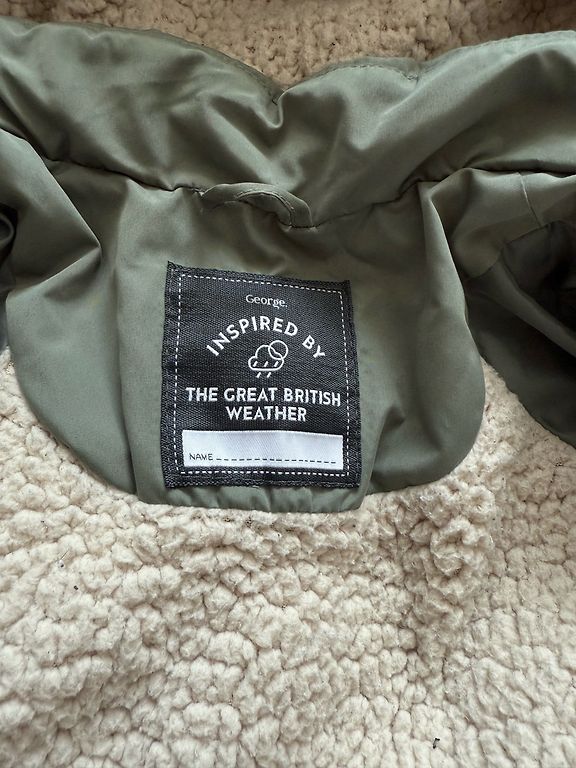 George.
INSPIRED BY
THE GREAT BRITISH
WEATHER
NAME